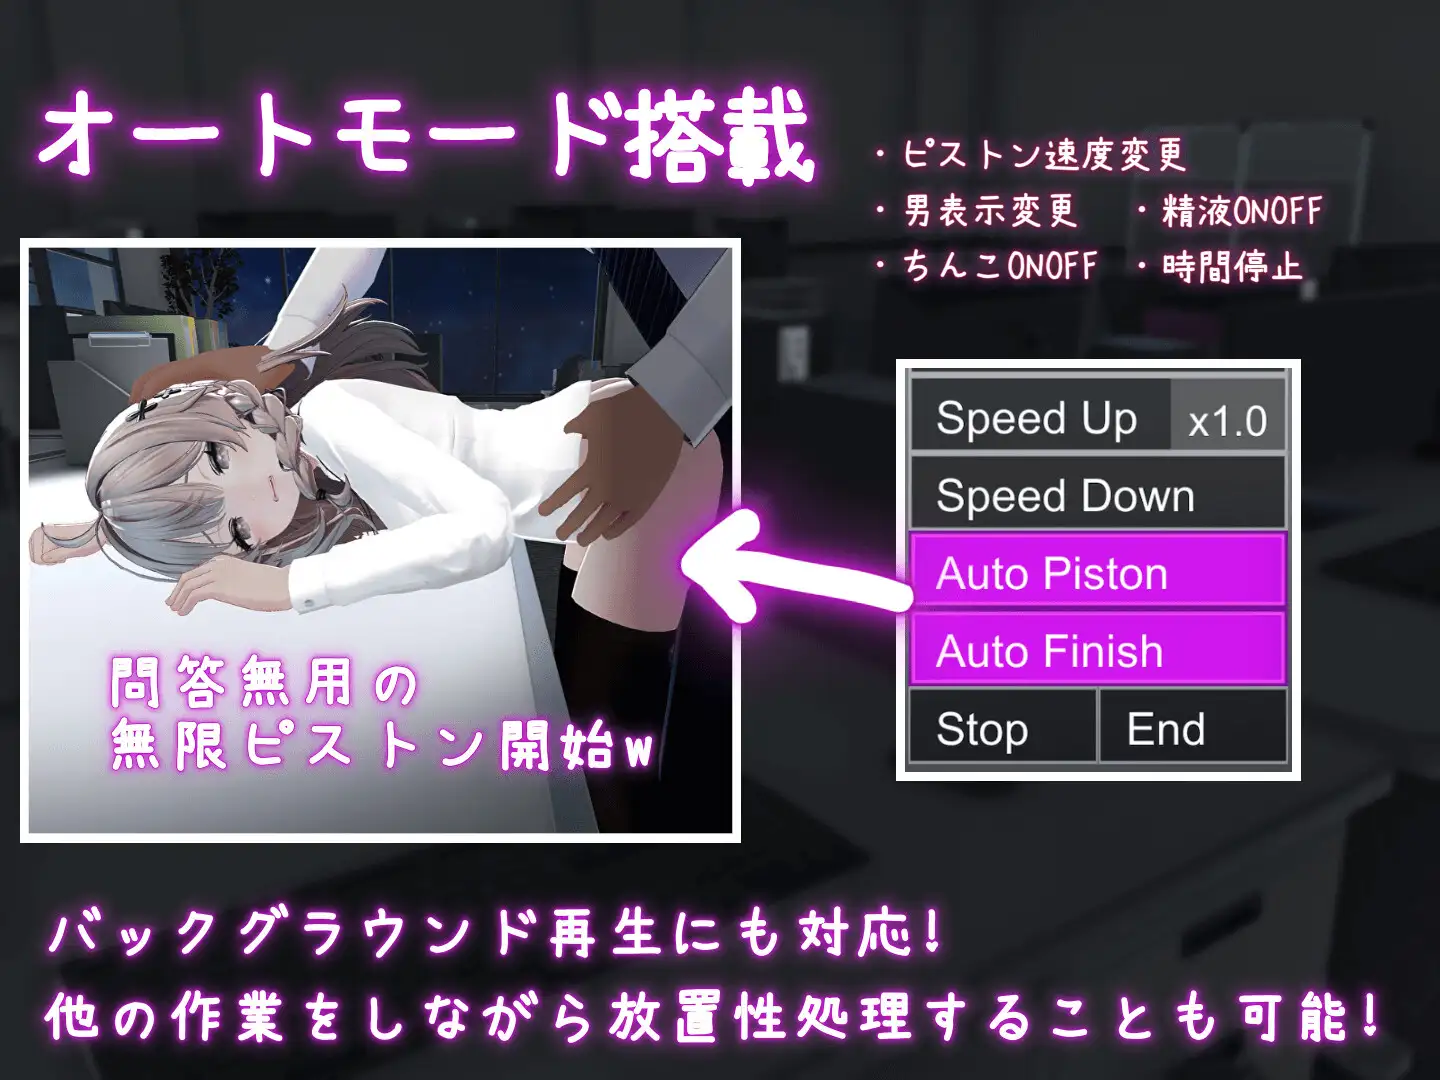 オートモード搭載
・ピストン速度変更
・男表示変更 ・精液ONOFF
・ちんこONOFF ・時間停止
Speed Up x1.0
Speed Down
Auto Piston
Auto Finish
Stop End
問答無用の
無限ピストン開始w
バックグラウンド再生にも対応!
他の作業をしながら放置性処理することも可能!